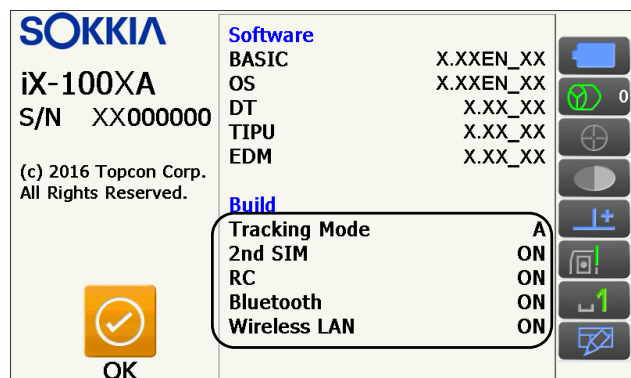 SOKKIA
iX-100XA
S/N XX000000
(c) 2016 Topcon Corp.
All Rights Reserved.
OK
Software
BASIC X.XXEN_XX
OS X.XXEN_XX
DT X.XX_XX
TIPU X.XX_XX
EDM X.XX_XX
Build
Tracking Mode A
2nd SIM ON
RC ON
Bluetooth ON
Wireless LAN ON
0
1